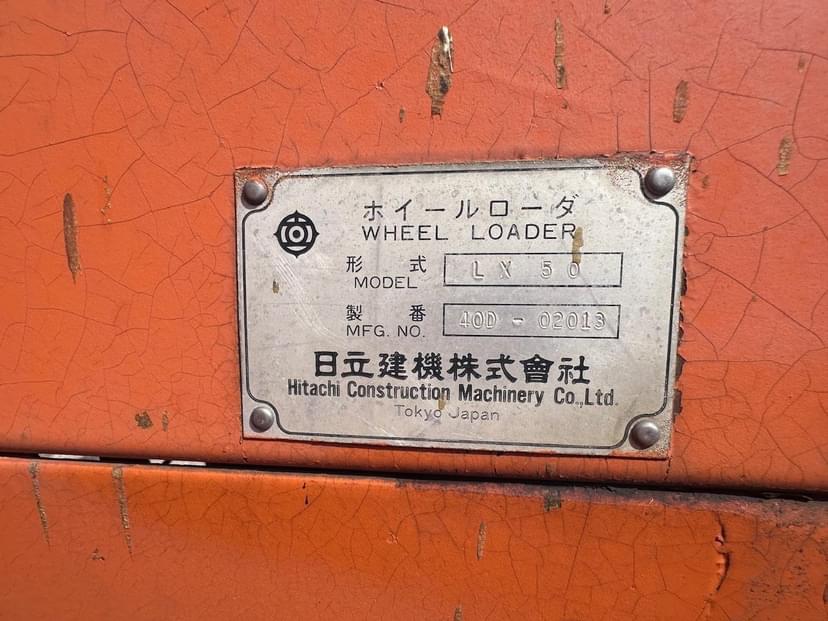 ホイールローダ
WHEEL LOADER
形式 LX 50
MODEL
製番 40D-02013
MFG. NO.
日立建機株式會社
Hitachi Construction Machinery Co.,Ltd.
Tokyo Japan